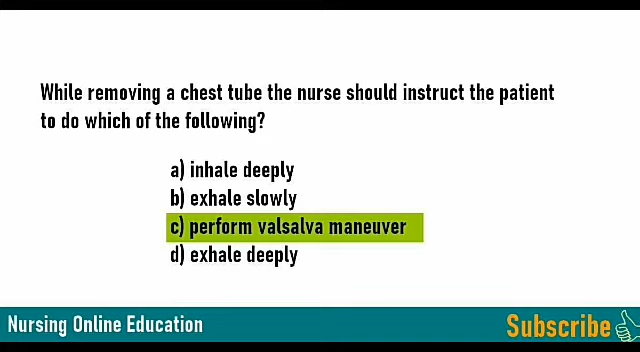 While removing a chest tube the nurse should instruct the patient
to do which of the following?
a) inhale deeply
b) exhale slowly
c) perform valsalva maneuver
d) exhale deeply
Nursing Online Education
Subscribe